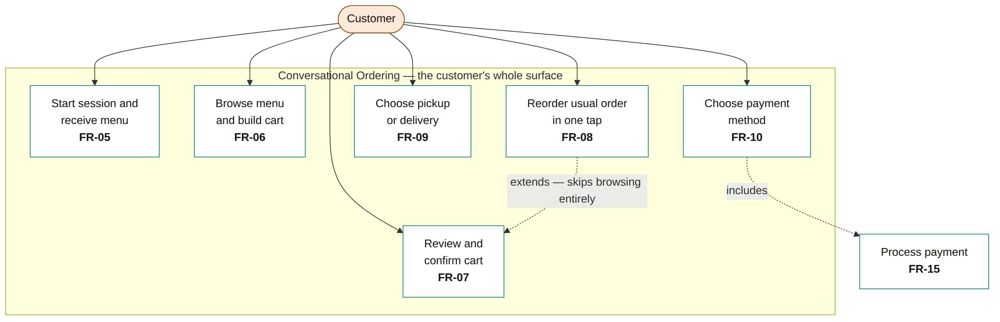 Customer
Conversational Ordering — the customer's whole surface
Start session and
receive menu
FR-05
Browse menu
and build cart
FR-06
Choose pickup
or delivery
FR-09
Reorder usual order
in one tap
FR-08
Choose payment
method
FR-10
extends — skips browsing
entirely
includes
Review and
confirm cart
FR-07
Process payment
FR-15